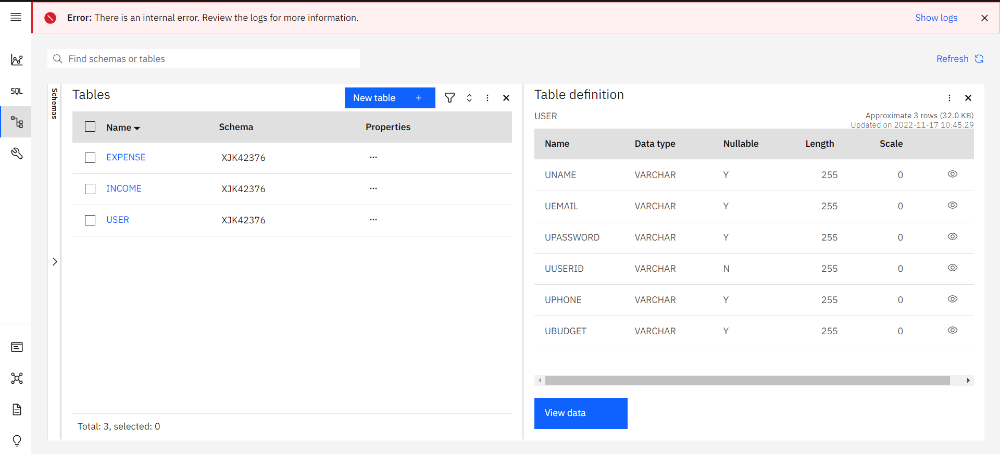 Error: There is an internal error. Review the logs for more information.
Show logs
Find schemas or tables
Refresh
SQL
Schemas
Tables
New table +
Name Schema Properties
EXPENSE XJK42376 ...
INCOME XJK42376 ...
USER XJK42376 ...
Total: 3, selected: 0
Table definition
USER
Approximate 3 rows (32.0 KB)
Updated on 2022-11-17 10:45:29
Name Data type Nullable Length Scale
UNAME VARCHAR Y 255 0
UEMAIL VARCHAR Y 255 0
UPASSWORD VARCHAR Y 255 0
UUSERID VARCHAR N 255 0
UPHONE VARCHAR Y 255 0
UBUDGET VARCHAR Y 255 0
View data